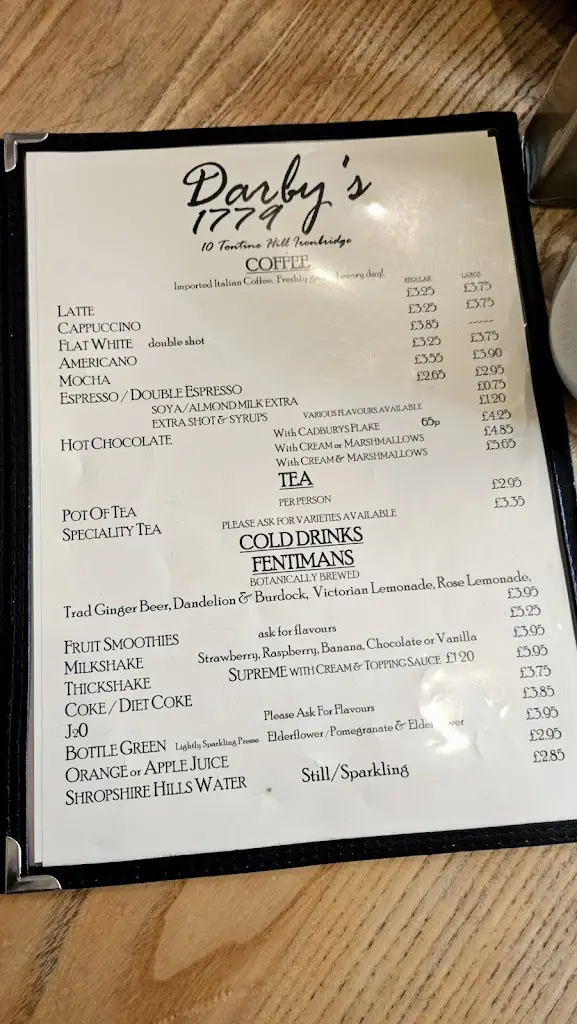 Darby's
1779
10 Tontine Hill Ironbridge
COFFEE
Imported Italian Coffee, Freshly every day!
REGULAR LARGE
LATTE £3.25 £3.75
CAPPUCCINO £3.25 £3.75
FLAT WHITE double shot £3.85 -----
AMERICANO £3.25 £3.75
MOCHA £3.55 £3.90
ESPRESSO / DOUBLE ESPRESSO £2.65 £2.95
SOYA/ALMOND MILK EXTRA £0.75
EXTRA SHOT & SYRUPS VARIOUS FLAVOURS AVAILABLE £1.20
HOT CHOCOLATE With CADBURYS FLAKE 65p £4.25
With CREAM or MARSHMALLOWS £4.85
With CREAM & MARSHMALLOWS £5.65
TEA
POT OF TEA PER PERSON £2.95
SPECIALITY TEA PLEASE ASK FOR VARIETIES AVAILABLE £3.35
COLD DRINKS
FENTIMANS
BOTANICALLY BREWED
Trad Ginger Beer, Dandelion & Burdock, Victorian Lemonade, Rose Lemonade, £3.95
FRUIT SMOOTHIES ask for flavours £5.25
MILKSHAKE Strawberry, Raspberry, Banana, Chocolate or Vanilla £3.95
THICKSHAKE SUPREME WITH CREAM & TOPPING SAUCE £1.20 £5.95
COKE / DIET COKE £3.75
J2O Please Ask For Flavours £3.85
BOTTLE GREEN Lightly Sparkling Presse Elderflower/Pomegranate & £3.95
ORANGE or APPLE JUICE £2.95
SHROPSHIRE HILLS WATER Still/Sparkling £2.85